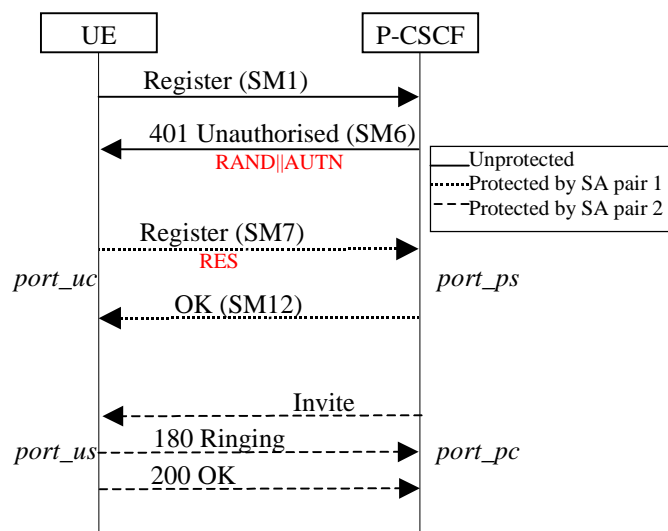 UE
P-CSCF
Register (SM1)
401 Unauthorised (SM6)
RAND||AUTN
Unprotected
Protected by SA pair 1
Protected by SA pair 2
Register (SM7)
RES
port_uc
port_ps
OK (SM12)
Invite
port_us
180 Ringing
port_pc
200 OK